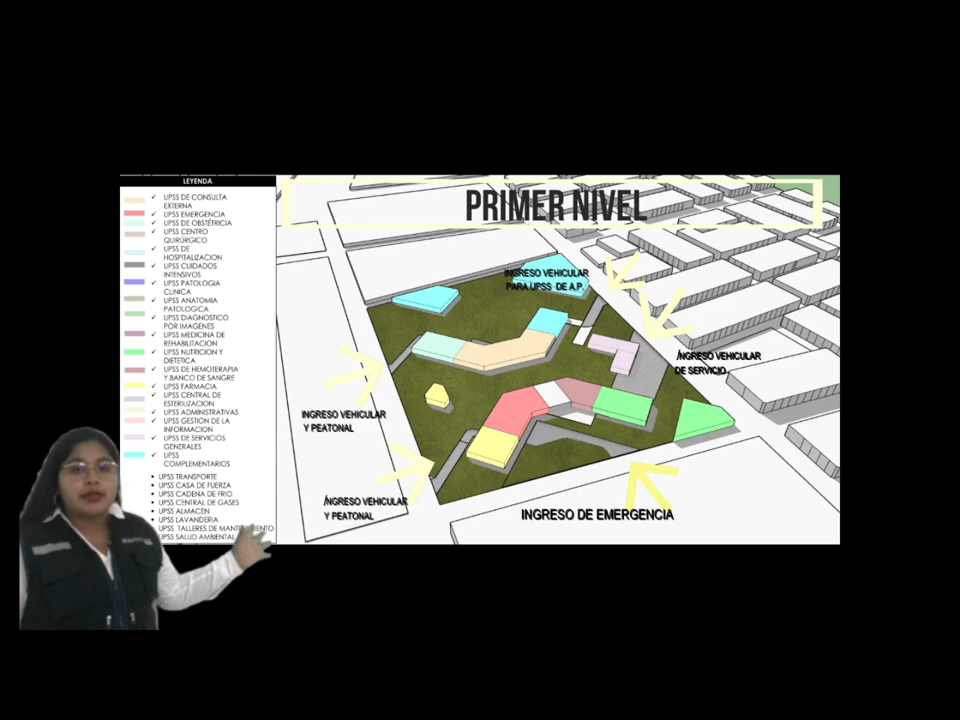 LEYENDA
✓ UPSS DE CONSULTA
EXTERNA
✓ UPSS EMERGENCIA
✓ UPSS DE OBSTÉTRICIA
✓ UPSS CENTRO
QUIRURGICO
✓ UPSS DE
HOSPITALIZACION
✓ UPSS CUIDADOS
INTENSIVOS
✓ UPSS PATOLOGIA
CLINICA
✓ UPSS ANATOMIA
PATOLOGICA
✓ UPSS DIAGNOSTICO
POR IMAGENES
✓ UPSS MEDICINA DE
REHABILITACION
✓ UPSS NUTRICION Y
DIETETICA
✓ UPSS DE HEMOTERAPIA
Y BANCO DE SANGRE
✓ UPSS FARMACIA
✓ UPSS CENTRAL DE
ESTERILIZACION
✓ UPSS ADMINISTRATIVAS
✓ UPSS GESTION DE LA
INFORMACION
✓ UPSS DE SERVICIOS
GENERALES
✓ UPSS
COMPLEMENTARIOS
▪ UPSS TRANSPORTE
▪ UPSS CASA DE FUERZA
▪ UPSS CADENA DE FRIO
▪ UPSS CENTRAL DE GASES
▪ UPSS ALMACEN
▪ UPSS LAVANDERIA
UPSS TALLERES DE MANTENIMIENTO
UPSS SALUD AMBIENTAL
PRIMER NIVEL
INGRESO VEHICULAR
PARA UPSS DE A.P.
INGRESO VEHICULAR
DE SERVICIO
INGRESO VEHICULAR
Y PEATONAL
INGRESO VEHICULAR
Y PEATONAL
INGRESO DE EMERGENCIA